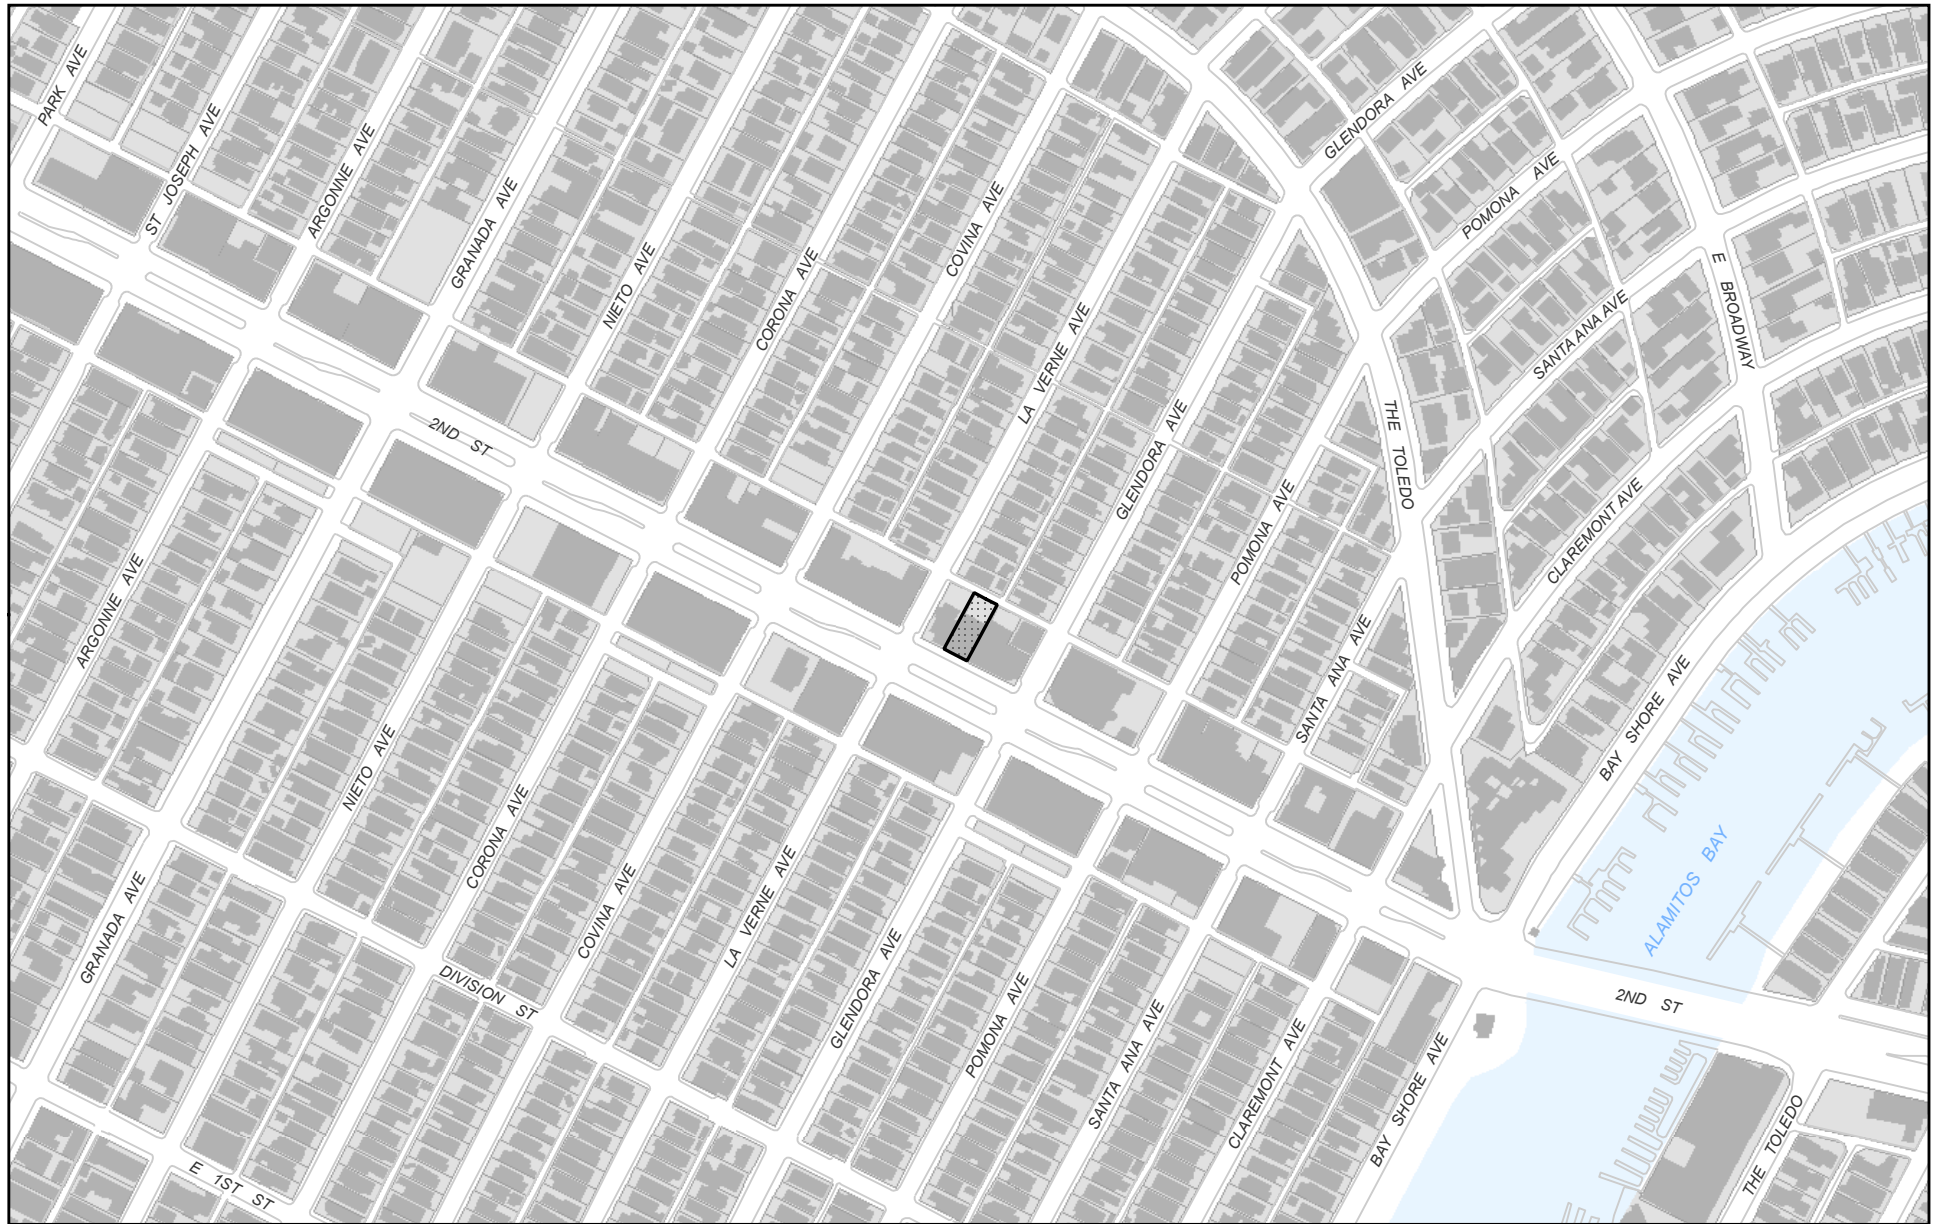 PARK AVE
ST JOSEPH AVE
ARGONNE AVE
GRANADA AVE
NIETO AVE
CORONA AVE
COVINA AVE
LA VERNE AVE
GLENDORA AVE
POMONA AVE
GLENDORA AVE
POMONA AVE
SANTA ANA AVE
E BROADWAY
THE TOLEDO
CLAREMONT AVE
2ND ST
ARGONNE AVE
SANTA ANA AVE
BAY SHORE AVE
ALAMITOS BAY
NIETO AVE
CORONA AVE
COVINA AVE
LA VERNE AVE
GLENDORA AVE
GRANADA AVE
DIVISION ST
POMONA AVE
SANTA ANA AVE
CLAREMONT AVE
BAY SHORE AVE
2ND ST
THE TOLEDO
E 1ST ST